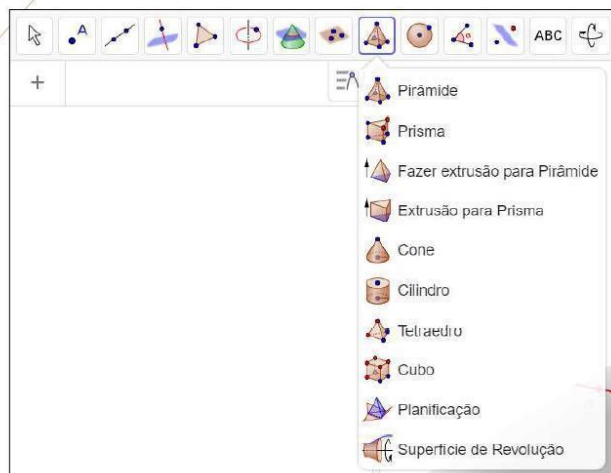 A
ABC
+
Pirâmide
Prisma
Fazer extrusão para Pirâmide
Extrusão para Prisma
Cone
Cilindro
Tetraedro
Cubo
Planificação
Superfície de Revolução